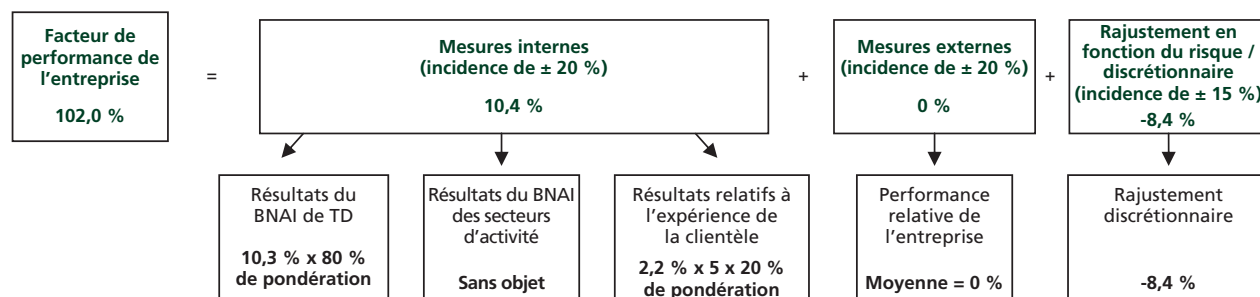 Facteur de
performance de
l'entreprise
102,0 %
=
Mesures internes
(incidence de ± 20 %)
10,4 %
+
Mesures externes
(incidence de ± 20 %)
0 %
+
Rajustement en
fonction du risque /
discrétionnaire
(incidence de ± 15 %)
-8,4 %
Résultats du
BNAI de TD
10,3 % x 80 %
de pondération
Résultats du BNAI
des secteurs
d'activité
Sans objet
Résultats relatifs à
l'expérience de
la clientèle
2,2 % x 5 x 20 %
de pondération
Performance
relative de
l'entreprise
Moyenne = 0 %
Rajustement
discrétionnaire
-8,4 %